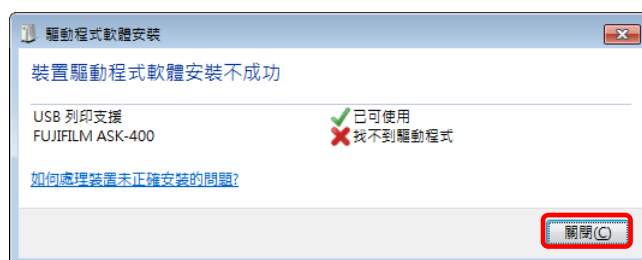 驅動程式軟體安裝
裝置驅動程式軟體安裝不成功
USB 列印支援 已可使用
FUJIFILM ASK-400 找不到驅動程式
如何處理裝置未正確安裝的問題?
關閉(C)